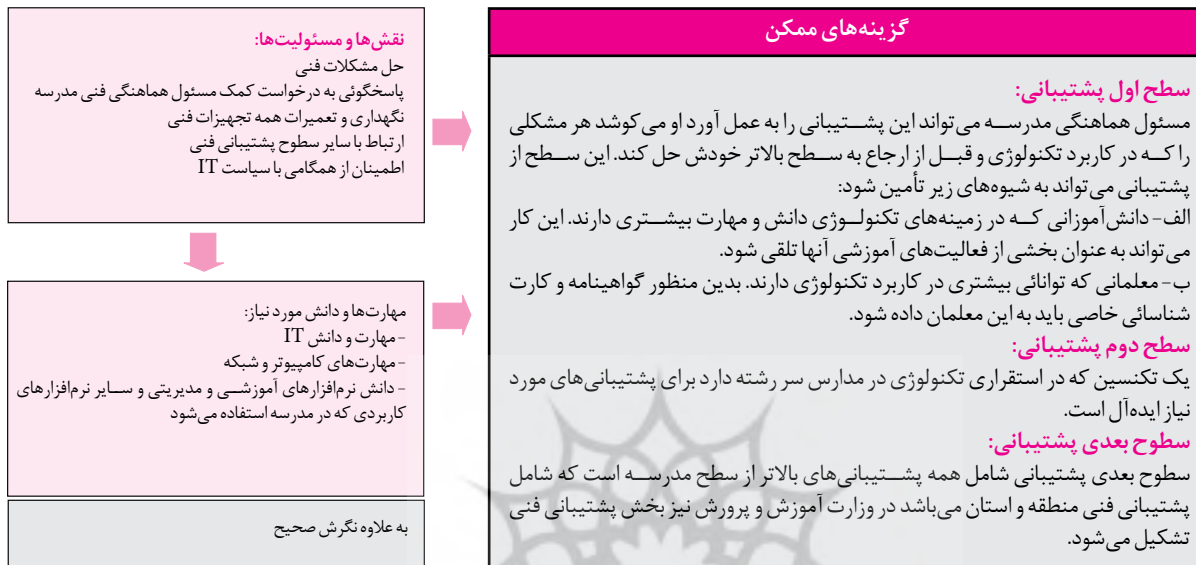 گزینه‌های ممکن
سطح اول پشتیبانی:
مسئول هماهنگی مدرسه می‌تواند این پشتیبانی را به عمل آورد او می‌کوشد هر مشکلی
را که در کاربرد تکنولوژی و قبل از ارجاع به سطح بالاتر خودش حل کند. این سطح از
پشتیبانی می‌تواند به شیوه‌های زیر تأمین شود:
الف- دانش‌آموزانی که در زمینه‌های تکنولوژی دانش و مهارت بیشتری دارند. این کار
می‌تواند به عنوان بخشی از فعالیت‌های آموزشی آنها تلقی شود.
ب- معلمانی که توانائی بیشتری در کاربرد تکنولوژی دارند. بدین منظور گواهینامه و کارت
شناسائی خاصی باید به این معلمان داده شود.
سطح دوم پشتیبانی:
یک تکنسین که در استقراری تکنولوژی در مدارس سر رشته دارد برای پشتیبانی‌های مورد
نیاز ایده‌آل است.
سطوح بعدی پشتیبانی:
سطوح بعدی پشتیبانی شامل همه پشتیبانی‌های بالاتر از سطح مدرسه است که شامل
پشتیبانی فنی منطقه و استان می‌باشد در وزارت آموزش و پرورش نیز بخش پشتیبانی فنی
تشکیل می‌شود.
نقش‌ها و مسئولیت‌ها:
حل مشکلات فنی
پاسخگوئی به درخواست کمک مسئول هماهنگی فنی مدرسه
نگهداری و تعمیرات همه تجهیزات فنی
ارتباط با سایر سطوح پشتیبانی فنی
اطمینان از همگامی با سیاست IT
مهارت‌ها و دانش مورد نیاز:
- مهارت و دانش IT
- مهارت‌های کامپیوتر و شبکه
- دانش نرم‌افزارهای آموزشی و مدیریتی و سایر نرم‌افزارهای
کاربردی که در مدرسه استفاده می‌شود
به علاوه نگرش صحیح